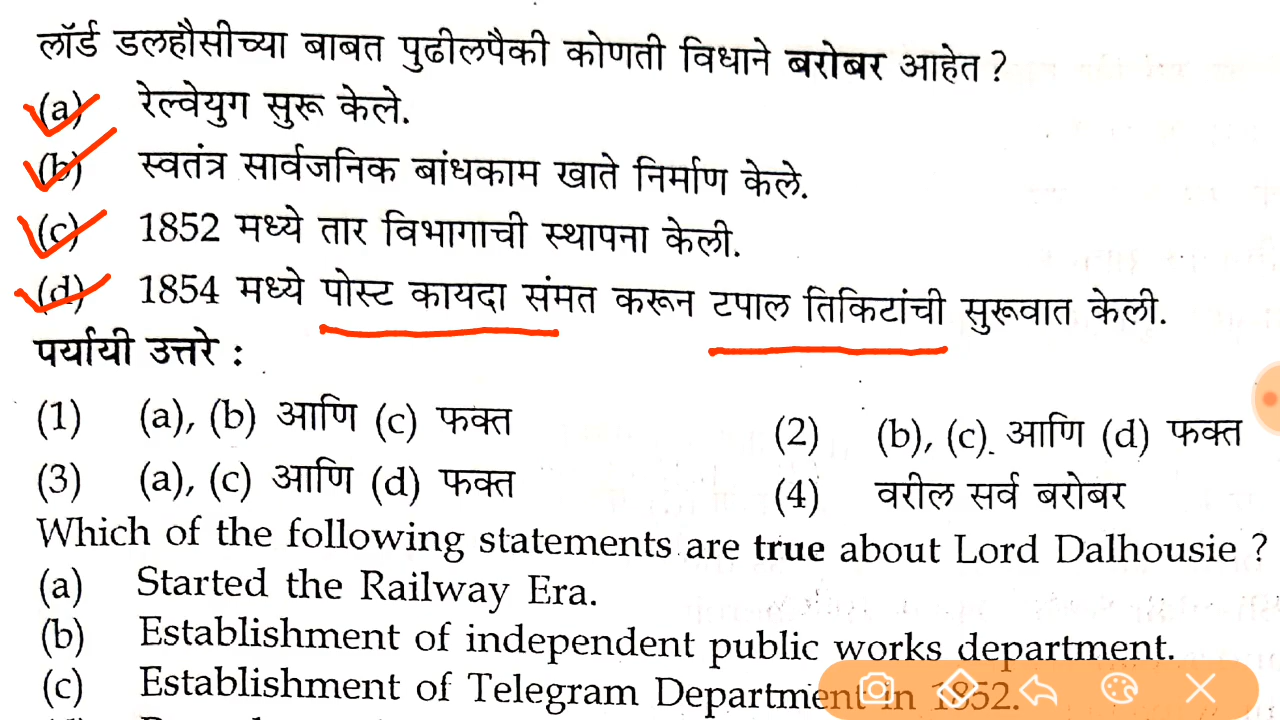 लॉर्ड डलहौसीच्या बाबत पुढीलपैकी कोणती विधाने बरोबर आहेत ?
(a) रेल्वेयुग सुरू केले.
(b) स्वतंत्र सार्वजनिक बांधकाम खाते निर्माण केले.
(c) 1852 मध्ये तार विभागाची स्थापना केली.
(d) 1854 मध्ये पोस्ट कायदा संमत करून टपाल तिकिटांची सुरूवात केली.
पर्यायी उत्तरे :
(1) (a), (b) आणि (c) फक्त (2) (b), (c) आणि (d) फक्त
(3) (a), (c) आणि (d) फक्त (4) वरील सर्व बरोबर
Which of the following statements are true about Lord Dalhousie ?
(a) Started the Railway Era.
(b) Establishment of independent public works department.
(c) Establishment of Telegram Department in 1852.